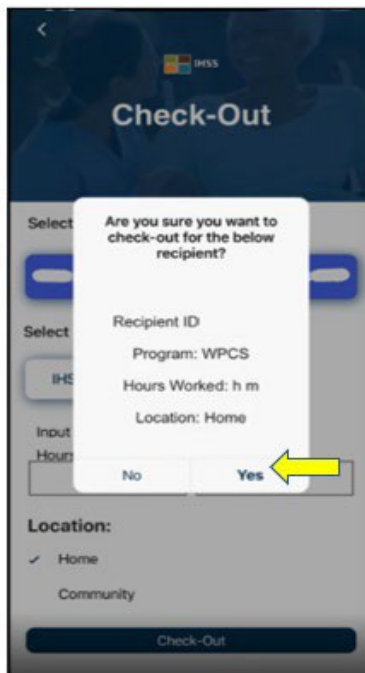 IHSS
Check-Out
Select
Are you sure you want to
check-out for the below
recipient?
Recipient ID
Program: WPCS
Hours Worked: h m
Location: Home
No
Yes
Select
IHS
Input
Hours
Location:
✓ Home
Community
Check-Out